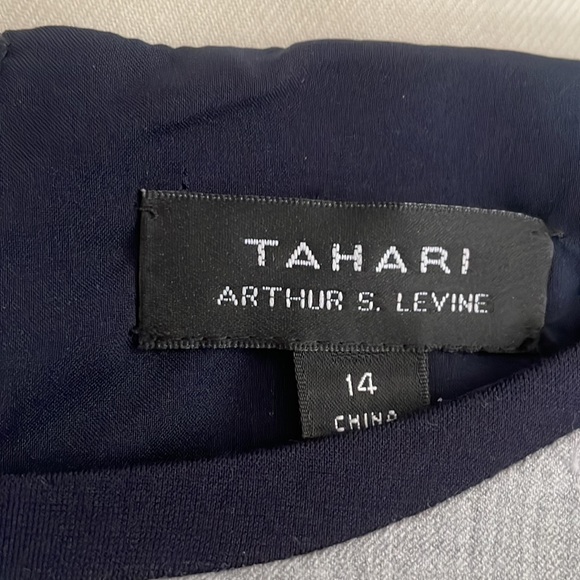 TAHARI
ARTHUR S. LEVINE
14
CHINA